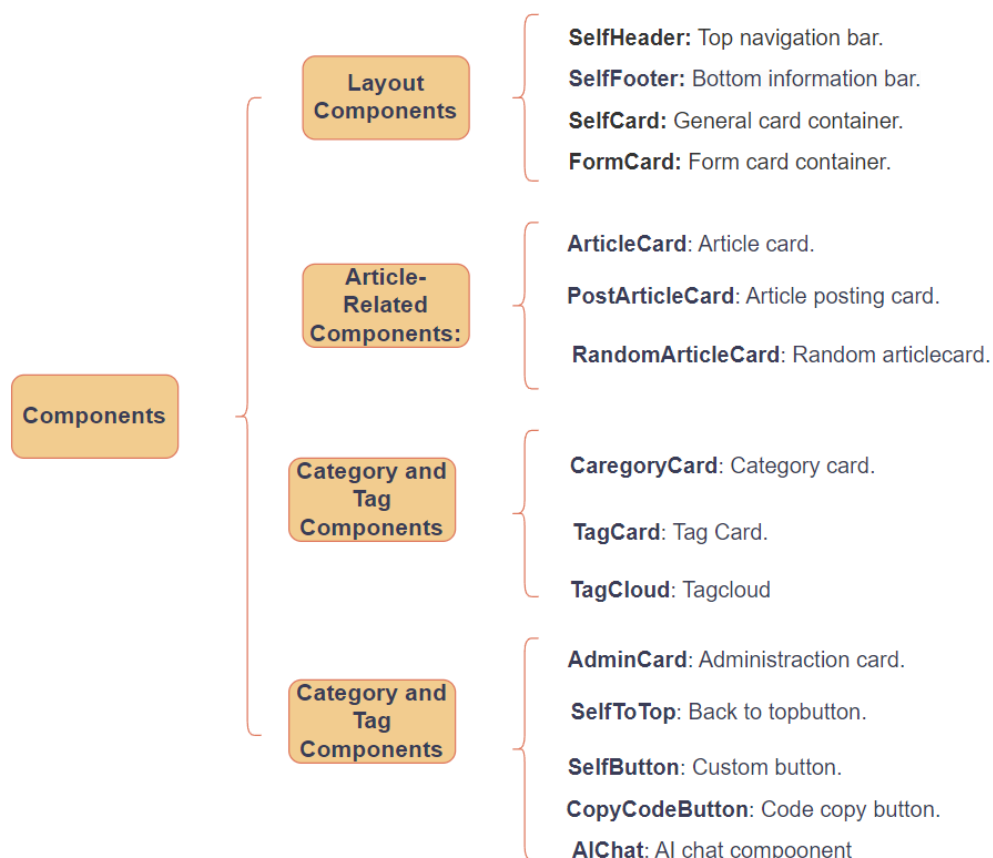 Components
Layout
Components
SelfHeader: Top navigation bar.
SelfFooter: Bottom information bar.
SelfCard: General card container.
FormCard: Form card container.
Article-
Related
Components:
ArticleCard: Article card.
PostArticleCard: Article posting card.
RandomArticleCard: Random articlecard.
Category and
Tag
Components
CaregoryCard: Category card.
TagCard: Tag Card.
TagCloud: Tagcloud
Category and
Tag
Components
AdminCard: Administraction card.
SelfToTop: Back to topbutton.
SelfButton: Custom button.
CopyCodeButton: Code copy button.
AIChat: AI chat compoonent